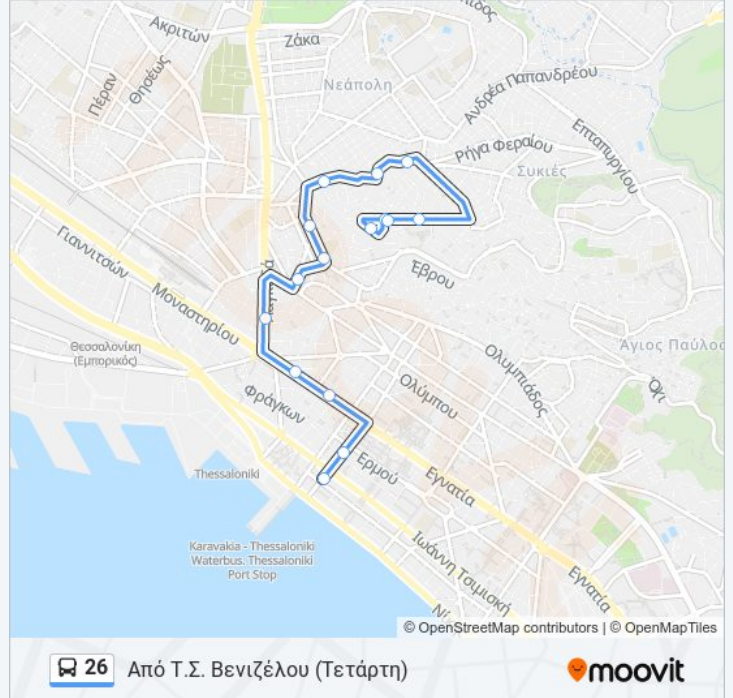 Ακριτών
Ζάκα
Θησέως
Πέραν
Νεάπολη
Ανδρέα Παπανδρέου
Επταπυργίου
Ρήγα Φεραίου
Συκιές
Γιαννιτσών
Μοναστηρίου
Έβρου
Θεσσαλονίκη
(Εμπορικός)
Άγιος Παύλος
Ολυμπιάδος
Όχι
Ολύμπου
Φράγκων
Thessaloniki
Ερμού
Εγνατία
Karavakia - Thessaloniki
Waterbus. Thessaloniki
Port Stop
Ιωάννη Τσιμισκή
Εγνατία
© OpenStreetMap contributors | © OpenMapTiles
26 Από Τ.Σ. Βενιζέλου (Τετάρτη)
moovit